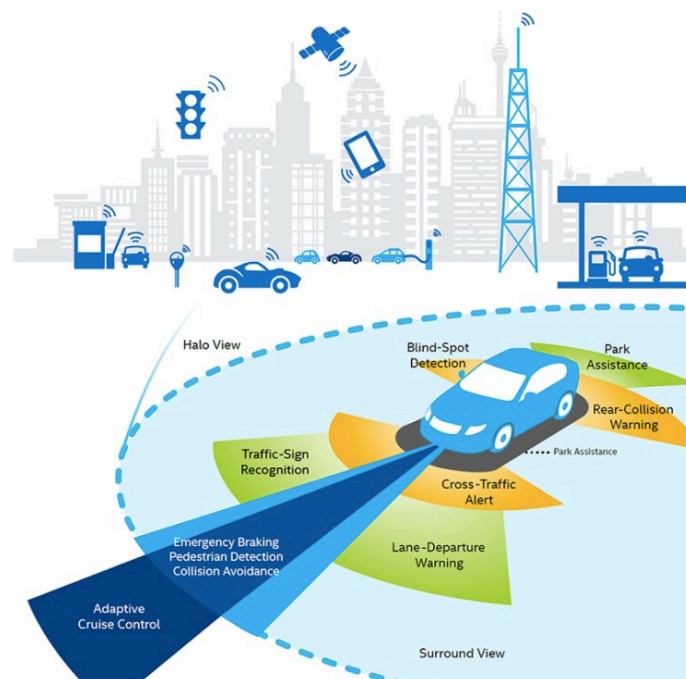 Halo View
Blind-Spot
Detection
Park
Assistance
Rear-Collision
Warning
Traffic-Sign
Recognition
Park Assistance
Cross-Traffic
Alert
Emergency Braking
Pedestrian Detection
Collision Avoidance
Lane-Departure
Warning
Adaptive
Cruise Control
Surround View